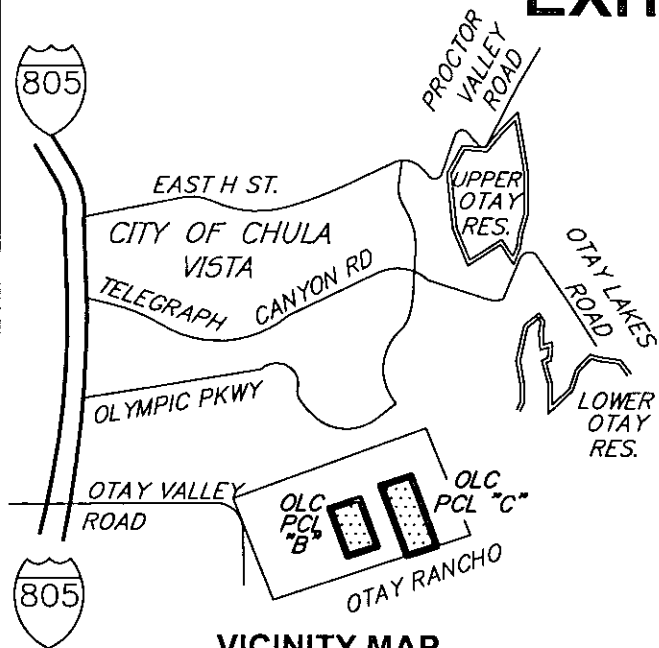 805
PROCTOR
VALLEY
ROAD
EAST H ST.
UPPER
OTAY
RES.
CITY OF CHULA
VISTA
TELEGRAPH CANYON RD
OTAY LAKES
ROAD
OLYMPIC PKWY
LOWER
OTAY
RES.
OTAY VALLEY
ROAD
OLC
PCL
"B"
OLC
PCL "C"
OTAY RANCHO
805
VICINITY MAP